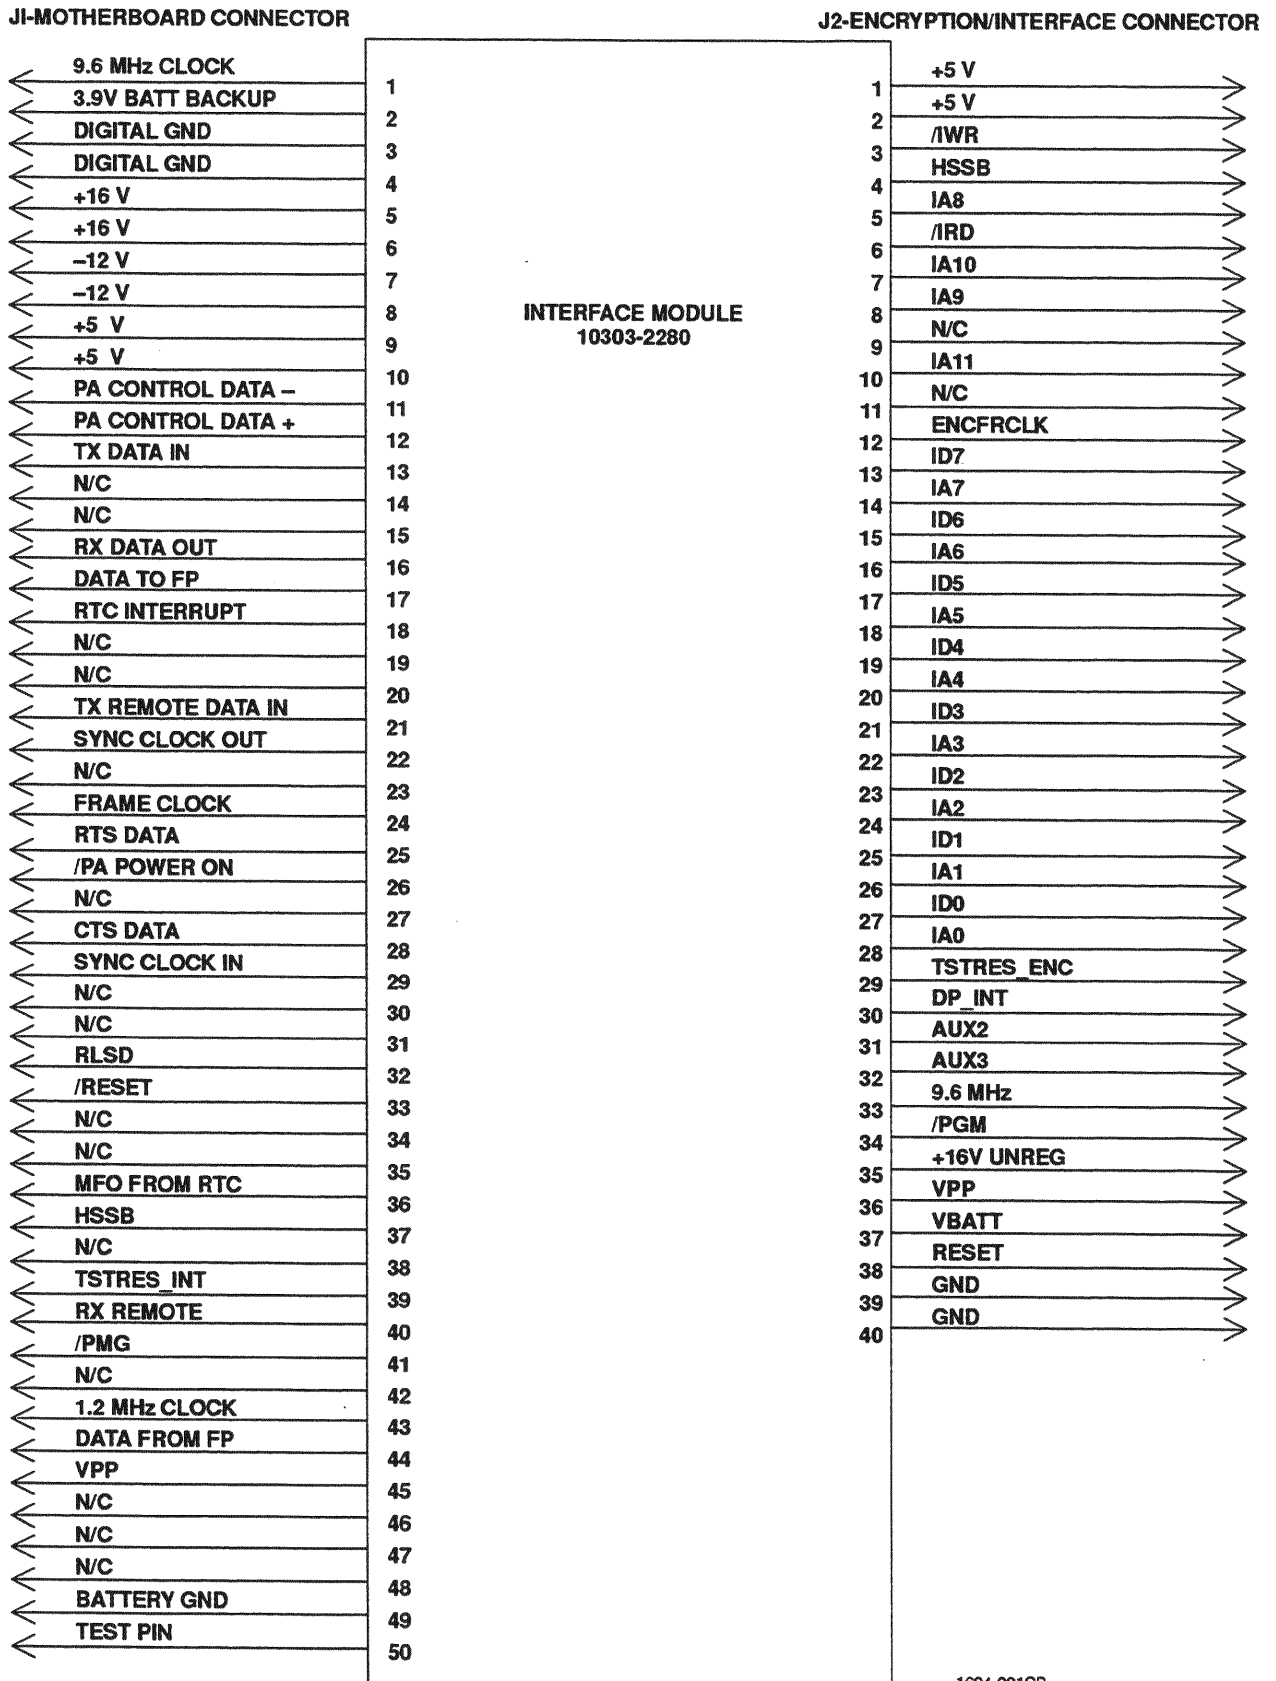 JI-MOTHERBOARD CONNECTOR
J2-ENCRYPTION/INTERFACE CONNECTOR
INTERFACE MODULE
10303-2280
9.6 MHz CLOCK 1
3.9V BATT BACKUP 2
DIGITAL GND 3
DIGITAL GND 4
+16 V 5
+16 V 6
–12 V 7
–12 V 8
+5 V 9
+5 V 10
PA CONTROL DATA – 11
PA CONTROL DATA + 12
TX DATA IN 13
N/C 14
N/C 15
RX DATA OUT 16
DATA TO FP 17
RTC INTERRUPT 18
N/C 19
N/C 20
TX REMOTE DATA IN 21
SYNC CLOCK OUT 22
N/C 23
FRAME CLOCK 24
RTS DATA 25
/PA POWER ON 26
N/C 27
CTS DATA 28
SYNC CLOCK IN 29
N/C 30
N/C 31
RLSD 32
/RESET 33
N/C 34
N/C 35
MFO FROM RTC 36
HSSB 37
N/C 38
TSTRES_INT 39
RX REMOTE 40
/PMG 41
N/C 42
1.2 MHz CLOCK 43
DATA FROM FP 44
VPP 45
N/C 46
N/C 47
N/C 48
BATTERY GND 49
TEST PIN 50
1 +5 V
2 +5 V
3 /IWR
4 HSSB
5 IA8
6 /IRD
7 IA10
8 IA9
9 N/C
10 IA11
11 N/C
12 ENCFRCLK
13 ID7
14 IA7
15 ID6
16 IA6
17 ID5
18 IA5
19 ID4
20 IA4
21 ID3
22 IA3
23 ID2
24 IA2
25 ID1
26 IA1
27 ID0
28 IA0
29 TSTRES_ENC
30 DP_INT
31 AUX2
32 AUX3
33 9.6 MHz
34 /PGM
35 +16V UNREG
36 VPP
37 VBATT
38 RESET
39 GND
40 GND